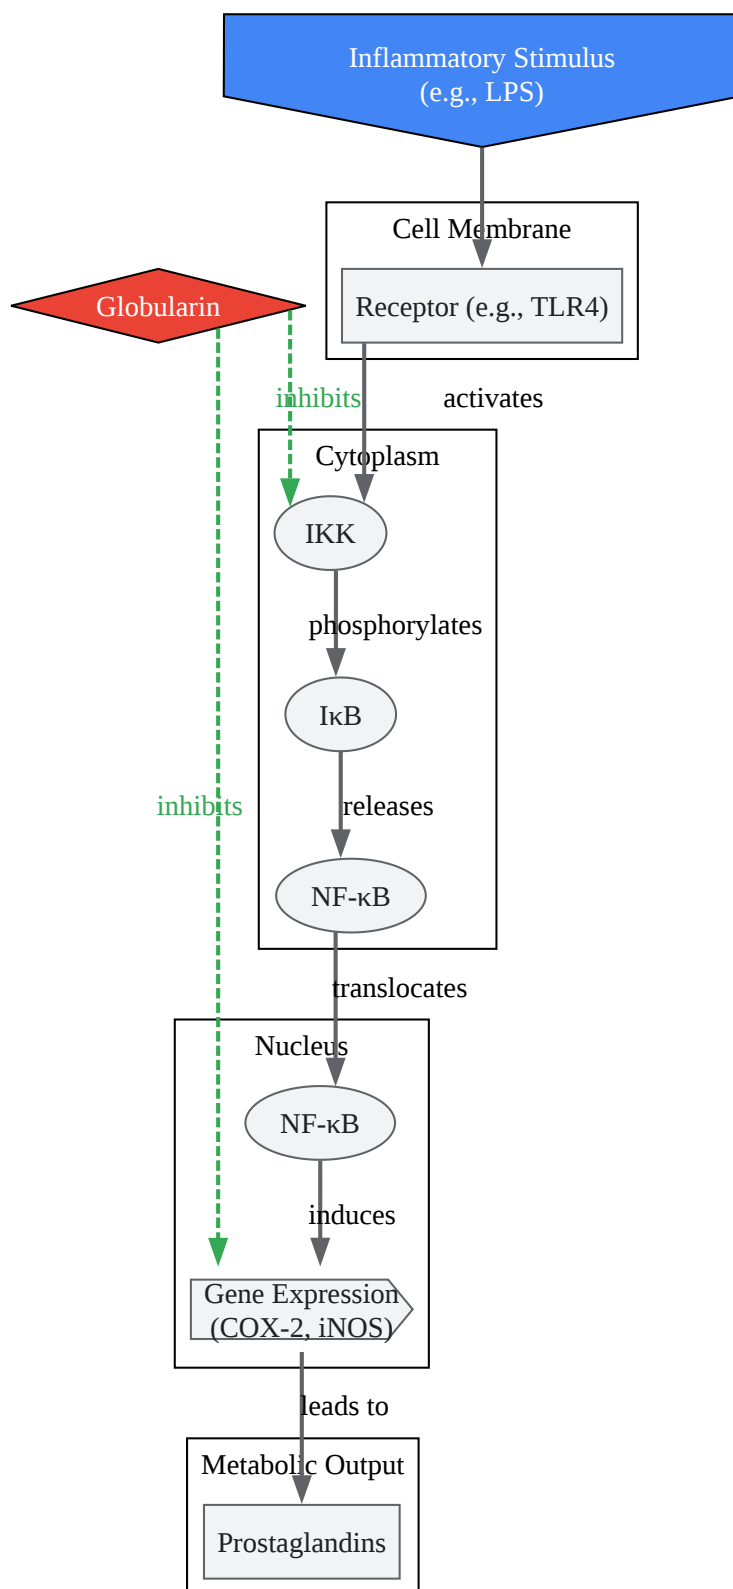 Inflammatory Stimulus
(e.g., LPS)
Cell Membrane
Globularin
Receptor (e.g., TLR4)
inhibits
activates
Cytoplasm
IKK
phosphorylates
IκB
inhibits
releases
NF-κB
translocates
Nucleus
NF-κB
induces
Gene Expression
(COX-2, iNOS)
leads to
Metabolic Output
Prostaglandins